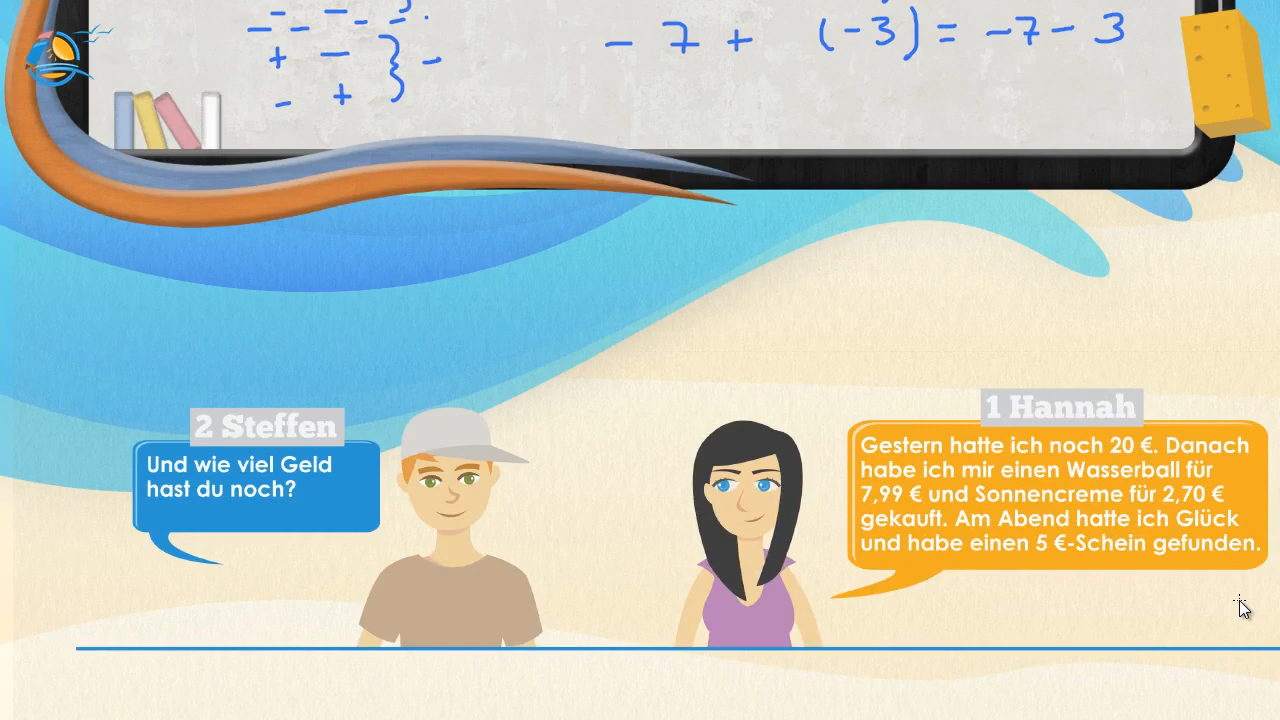 + – } –
– +
– 7 + (–3) = –7 – 3
1 Hannah
Gestern hatte ich noch 20 €. Danach
habe ich mir einen Wasserball für
7,99 € und Sonnencreme für 2,70 €
gekauft. Am Abend hatte ich Glück
und habe einen 5 €-Schein gefunden.
2 Steffen
Und wie viel Geld
hast du noch?